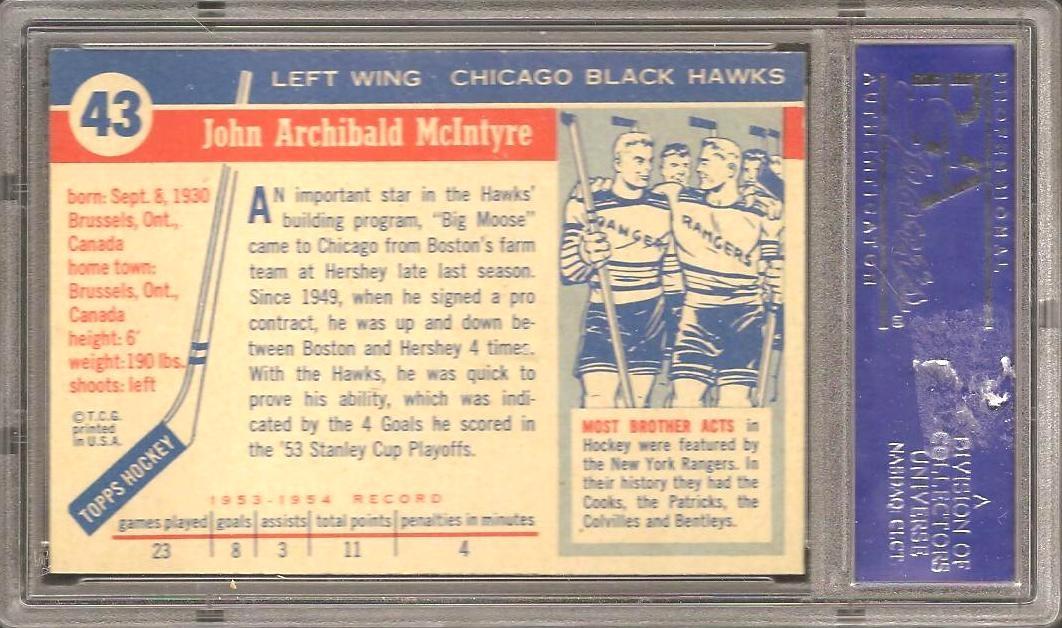 43
LEFT WING · CHICAGO BLACK HAWKS
John Archibald McIntyre
born: Sept. 8, 1930
Brussels, Ont.,
Canada
home town:
Brussels, Ont.,
Canada
height: 6'
weight: 190 lbs.
shoots: left
© T.C.G.
printed
in U.S.A.
TOPPS HOCKEY
AN important star in the Hawks'
building program, "Big Moose"
came to Chicago from Boston's farm
team at Hershey late last season.
Since 1949, when he signed a pro
contract, he was up and down be-
tween Boston and Hershey 4 times.
With the Hawks, he was quick to
prove his ability, which was indi-
cated by the 4 Goals he scored in
the '53 Stanley Cup Playoffs.
1953-1954 RECORD
games played goals assists total points penalties in minutes
23 8 3 11 4
RANGERS
RANGERS
MOST BROTHER ACTS in
Hockey were featured by
the New York Rangers. In
their history they had the
Cooks, the Patricks, the
Colvilles and Bentleys.
PROFESSIONAL
PSA
AUTHENTICATOR
A
DIVISION OF
COLLECTORS
UNIVERSE
NASDAQ: CLCT